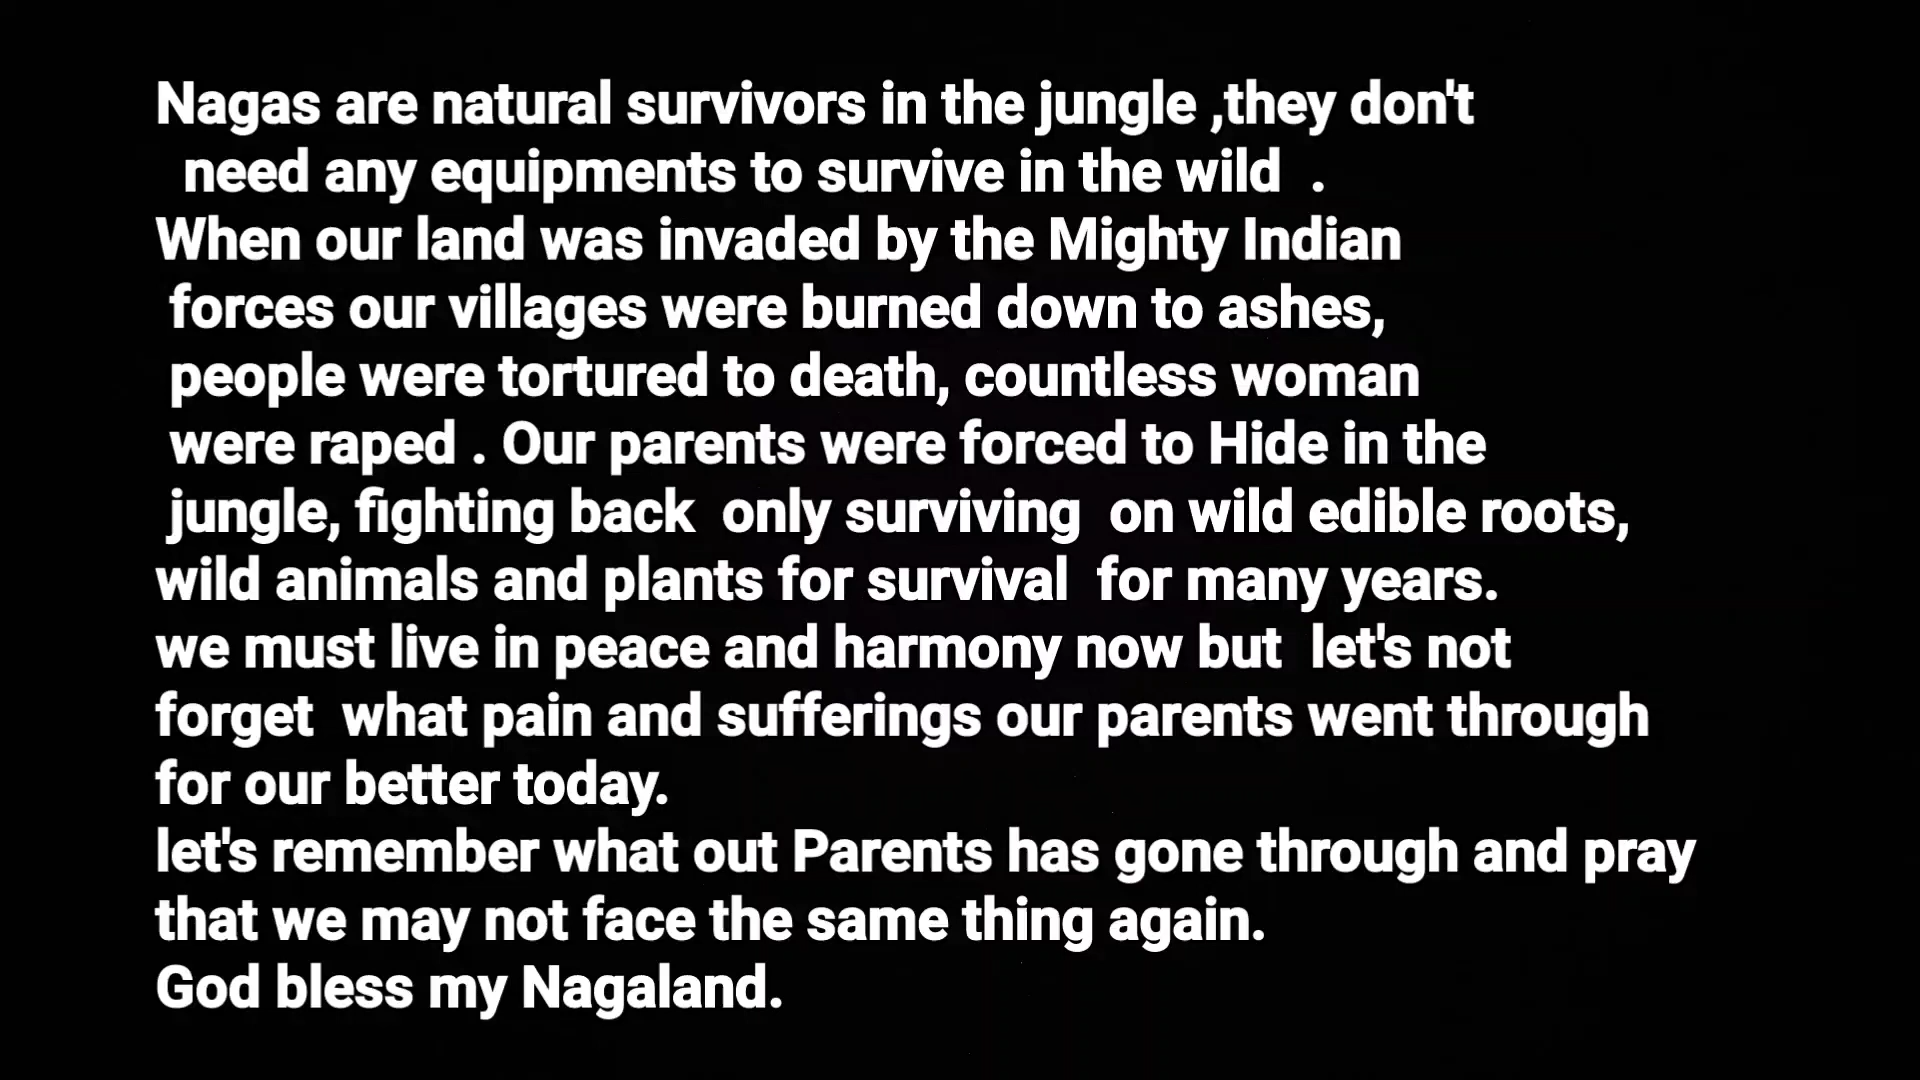 Nagas are natural survivors in the jungle ,they don't
need any equipments to survive in the wild  .
When our land was invaded by the Mighty Indian
forces our villages were burned down to ashes,
people were tortured to death, countless woman
were raped . Our parents were forced to Hide in the
jungle, fighting back  only surviving  on wild edible roots,
wild animals and plants for survival  for many years.
we must live in peace and harmony now but  let's not
forget  what pain and sufferings our parents went through
for our better today.
let's remember what out Parents has gone through and pray
that we may not face the same thing again.
God bless my Nagaland.